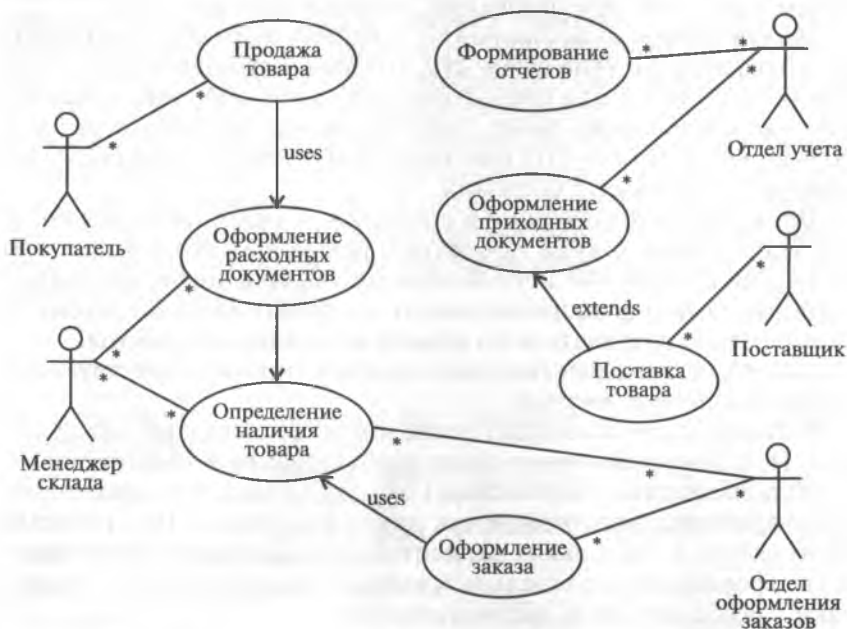 Продажа
товара
Формирование
отчетов
*
*
*
*
*
*
Отдел учета
uses
Покупатель
Оформление
расходных
документов
Оформление
приходных
документов
*
*
*
*
extends
*
*
Поставщик
Поставка
товара
*
*
Определение
наличия
товара
Менеджер
склада
*
*
*
uses
*
Оформление
заказа
Отдел
оформления
заказов